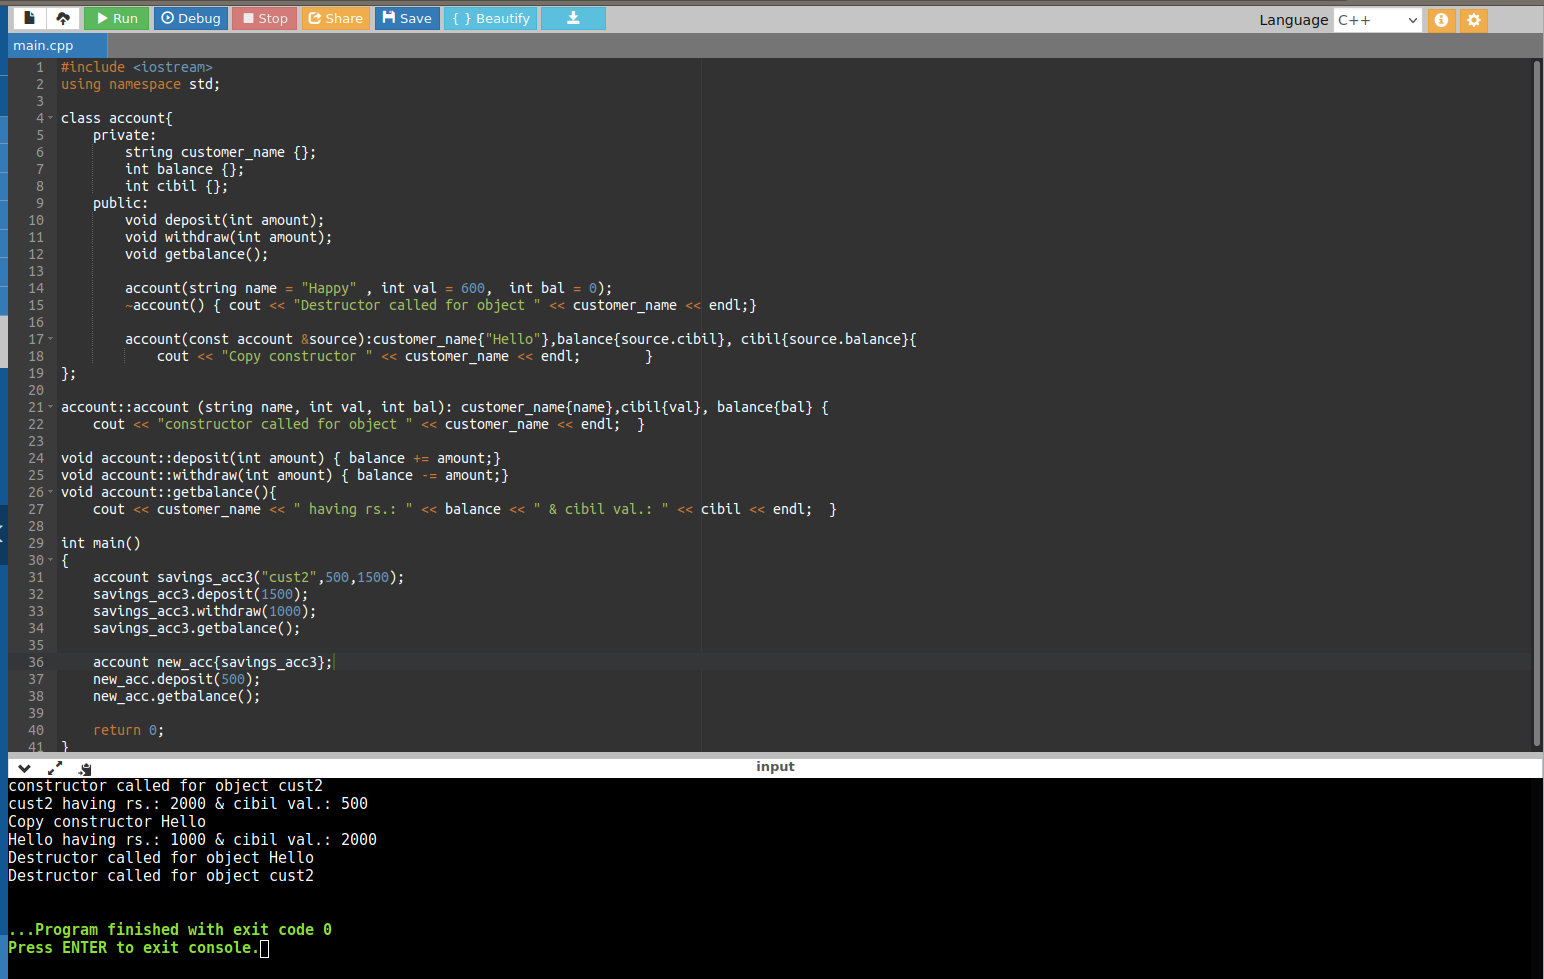 Run Debug Stop Share Save { } Beautify Language C++
main.cpp
1 #include <iostream>
2 using namespace std;
3
4 class account{
5     private:
6         string customer_name {};
7         int balance {};
8         int cibil {};
9     public:
10         void deposit(int amount);
11         void withdraw(int amount);
12         void getbalance();
13
14         account(string name = "Happy" , int val = 600,  int bal = 0);
15         ~account() { cout << "Destructor called for object " << customer_name << endl;}
16
17         account(const account &source):customer_name{"Hello"},balance{source.cibil}, cibil{source.balance}{
18             cout << "Copy constructor " << customer_name << endl;        }
19 };
20
21 account::account (string name, int val, int bal): customer_name{name},cibil{val}, balance{bal} {
22     cout << "constructor called for object " << customer_name << endl;  }
23
24 void account::deposit(int amount) { balance += amount;}
25 void account::withdraw(int amount) { balance -= amount;}
26 void account::getbalance(){
27     cout << customer_name << " having rs.: " << balance << " & cibil val.: " << cibil << endl;  }
28
29 int main()
30 {
31     account savings_acc3("cust2",500,1500);
32     savings_acc3.deposit(1500);
33     savings_acc3.withdraw(1000);
34     savings_acc3.getbalance();
35
36     account new_acc{savings_acc3};
37     new_acc.deposit(500);
38     new_acc.getbalance();
39
40     return 0;
41 }
input
constructor called for object cust2
cust2 having rs.: 2000 & cibil val.: 500
Copy constructor Hello
Hello having rs.: 1000 & cibil val.: 2000
Destructor called for object Hello
Destructor called for object cust2
...Program finished with exit code 0
Press ENTER to exit console.